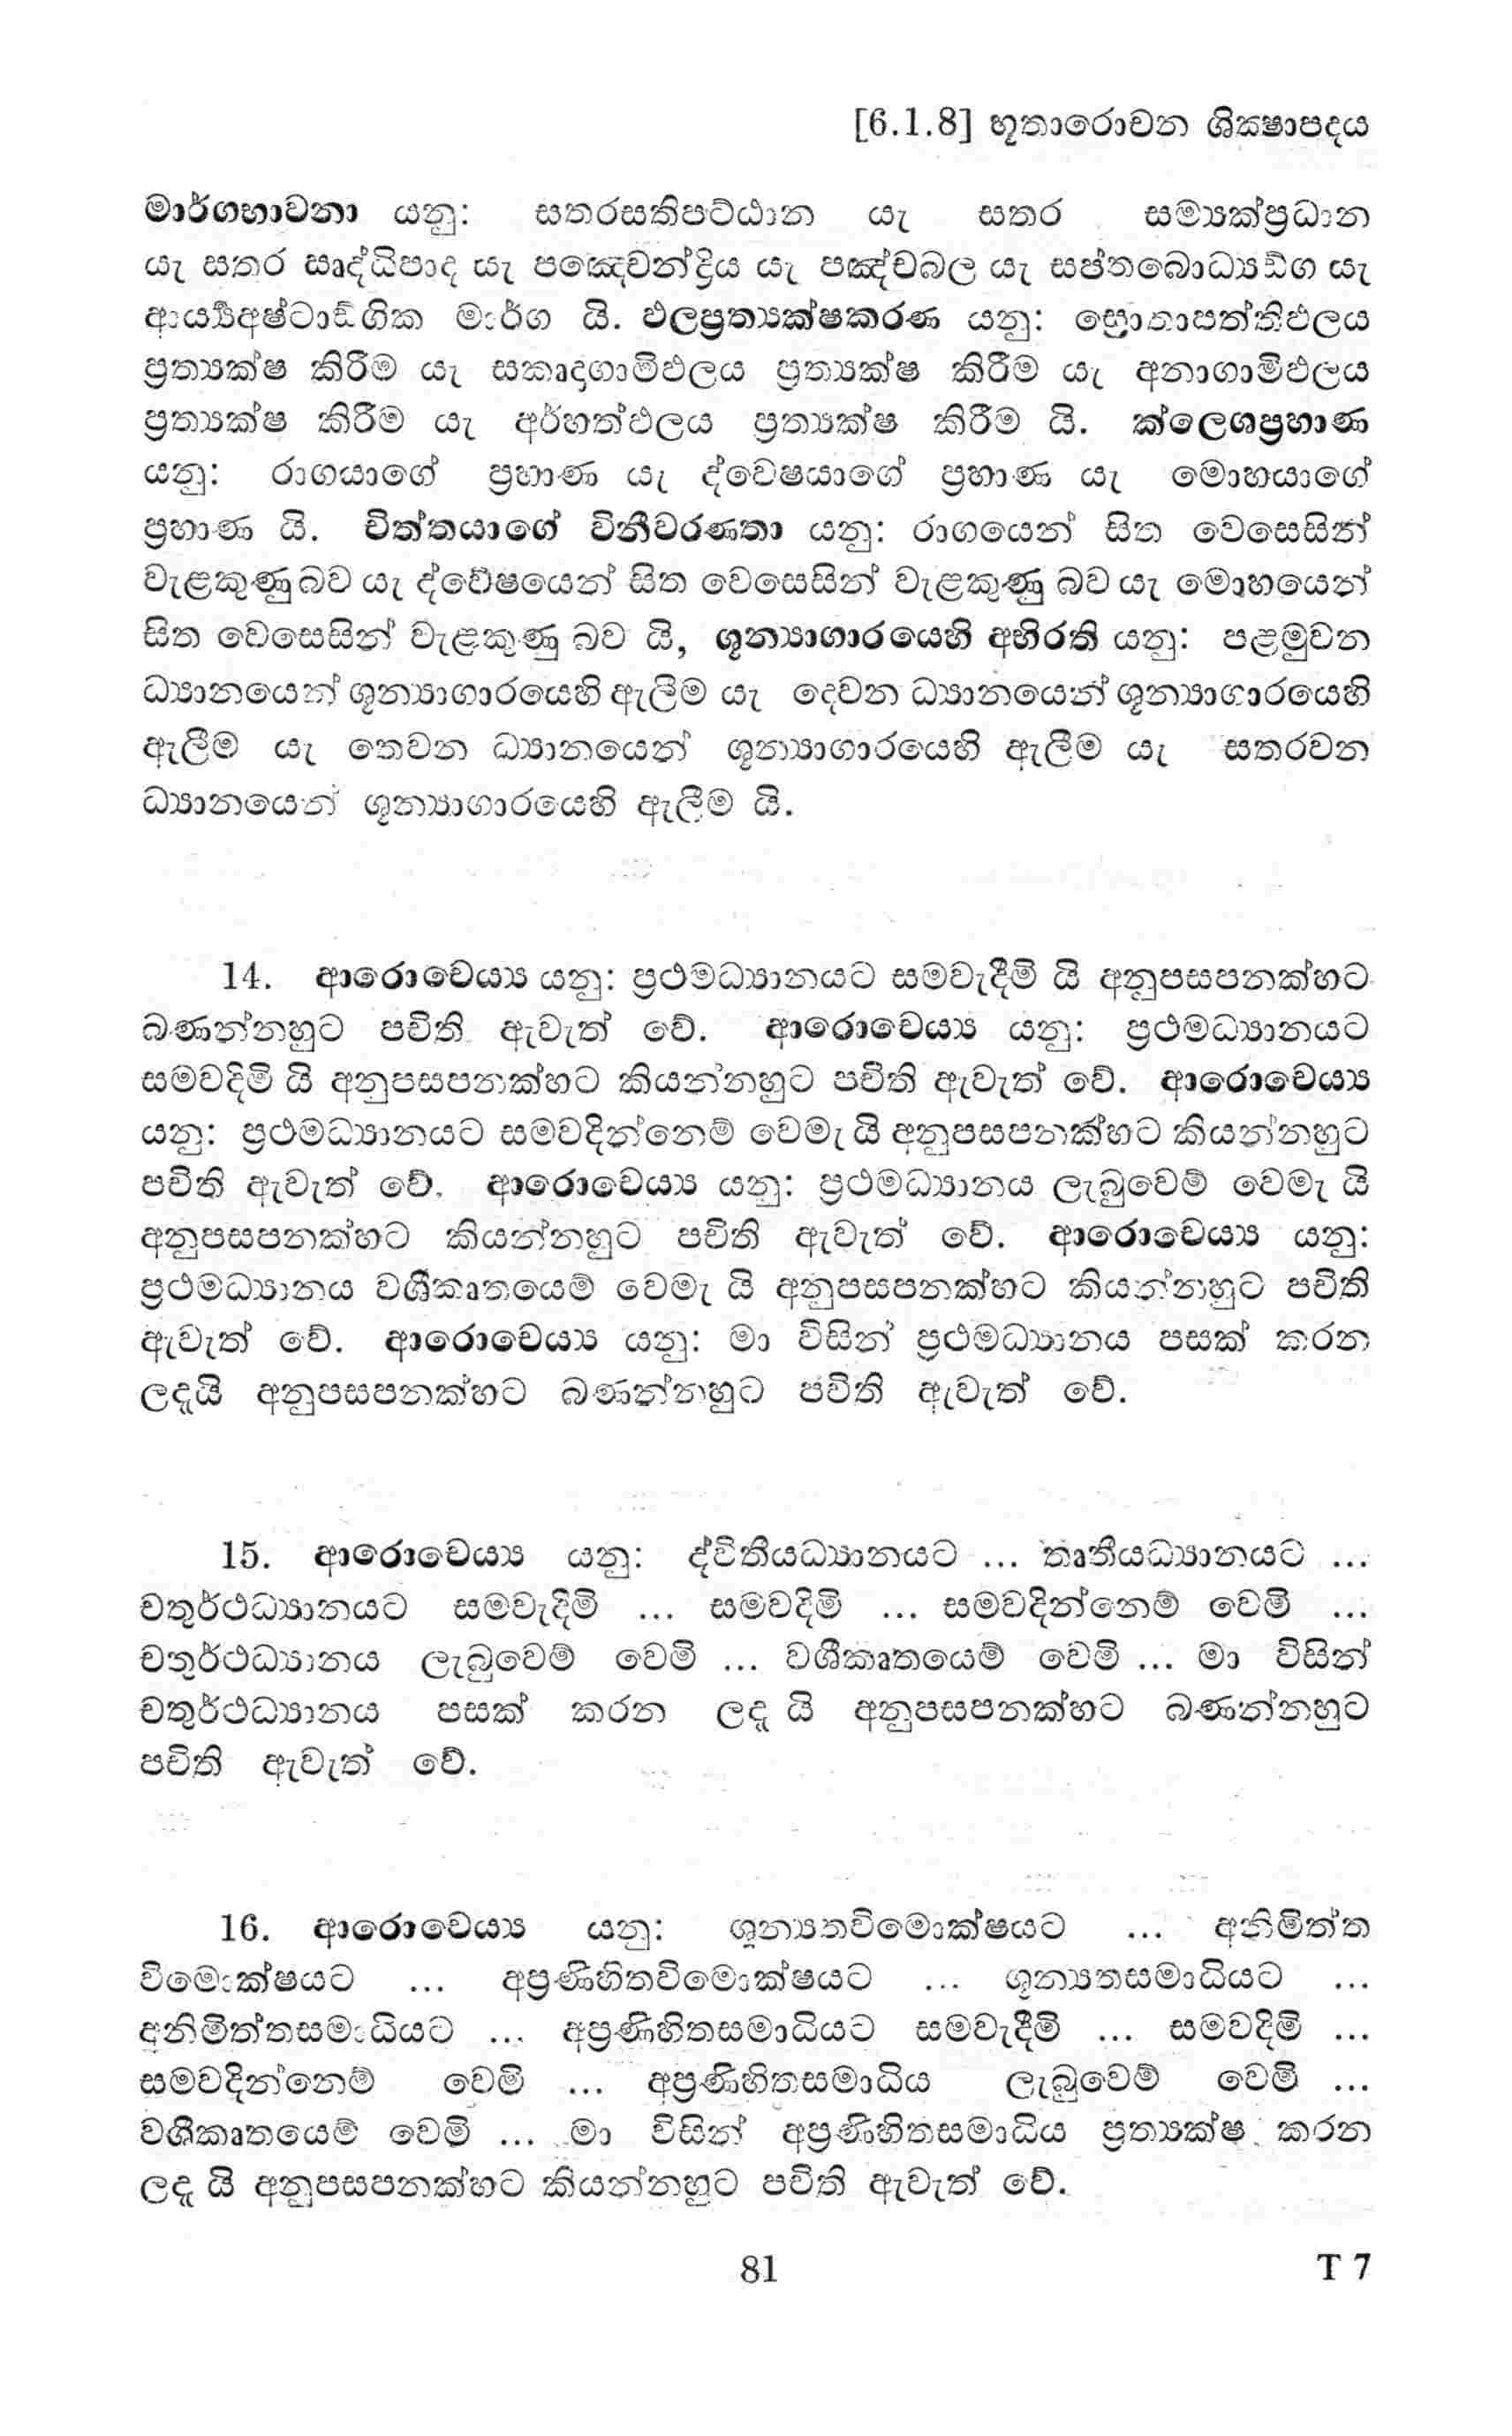 [6.1.8] භූතාරොචන ශික්‍ෂාපදය
මාර්ගභාවනා යනු: සතරසතිපට්ඨාන යැ සතර සම්‍යක්ප්‍රධාන
යැ සතර ඍද්ධිපාද යැ පඤෙචන්ද්‍රිය යැ පඤ්චබල යැ සප්තබොධ්‍යඞ්ග යැ
ආර්‍ය්‍යඅෂ්ටාඞ්ගික මාර්ග යි. ඵලප්‍රත්‍යක්ෂකරණ යනු: ස්‍රොතාපත්තිඵලය
ප්‍රත්‍යක්ෂ කිරීම යැ සකෘදාගාමිඵලය ප්‍රත්‍යක්ෂ කිරීම යැ අනාගාමිඵලය
ප්‍රත්‍යක්ෂ කිරීම යැ අර්හත්ඵලය ප්‍රත්‍යක්ෂ කිරීම යි. ක්ලෙශප්‍රහාණ
යනු: රාගයාගේ ප්‍රහාණ යැ ද්වෙෂයාගේ ප්‍රහාණ යැ මොහයාගේ
ප්‍රහාණ යි. චිත්තයාගේ විනීවරණතා යනු: රාගයෙන් සිත වෙසෙසින්
වැළකුණු බව යැ ද්වේෂයෙන් සිත වෙසෙසින් වැළකුණු බව යැ මොහයෙන්
සිත වෙසෙසින් වැළකුණු බව යි, ශූන්‍යාගාරයෙහි අභිරති යනු: පළමුවන
ධ්‍යානයෙන් ශූන්‍යාගාරයෙහි ඇලීම යැ දෙවන ධ්‍යානයෙන් ශූන්‍යාගාරයෙහි
ඇලීම යැ තෙවන ධ්‍යානයෙන් ශූන්‍යාගාරයෙහි ඇලීම යැ සතරවන
ධ්‍යානයෙන් ශූන්‍යාගාරයෙහි ඇලීම යි.
14. ආරොචෙය්‍ය යනු: ප්‍රථමධ්‍යානයට සමවැදීමි යි අනුපසපනක්හට
බණන්නහුට පචිති ඇවැත් වේ. ආරොචෙය්‍ය යනු: ප්‍රථමධ්‍යානයට
සමවදිමි යි අනුපසපනක්හට කියන්නහුට පචිති ඇවැත් වේ. ආරොචෙය්‍ය
යනු: ප්‍රථමධ්‍යානයට සමවදින්නෙම් වෙමැ යි අනුපසපනක්හට කියන්නහුට
පචිති ඇවැත් වේ. ආරොචෙය්‍ය යනු: ප්‍රථමධ්‍යානය ලැබුවෙම් වෙමැ යි
අනුපසපනක්හට කියන්නහුට පචිති ඇවැත් වේ. ආරොචෙය්‍ය යනු:
ප්‍රථමධ්‍යානය වශීකෘතයෙම් වෙමැ යි අනුපසපනක්හට කියන්නහුට පචිති
ඇවැත් වේ. ආරොචෙය්‍ය යනු: මා විසින් ප්‍රථමධ්‍යානය පසක් කරන
ලදැයි අනුපසපනක්හට බණන්නහුට පචිති ඇවැත් වේ.
15. ආරොචෙය්‍ය යනු: ද්විතීයධ්‍යානයට ... තෘතීයධ්‍යානයට ...
චතුර්ථධ්‍යානයට සමවැදිමි ... සමවදිමි ... සමවදින්නෙම් වෙමි ...
චතුර්ථධ්‍යානය ලැබුවෙම් වෙමි ... වශීකෘතයෙම් වෙමි ... මා විසින්
චතුර්ථධ්‍යානය පසක් කරන ලදැ යි අනුපසපනක්හට බණන්නහුට
පචිති ඇවැත් වේ.
16. ආරොචෙය්‍ය යනු: ශූන්‍යතවිමොක්ෂයට ... අනිමිත්ත
විමොක්ෂයට ... අප්‍රණිහිතවිමොක්ෂයට ... ශූන්‍යතසමාධියට ...
අනිමිත්තසමාධියට ... අප්‍රණිහිතසමාධියට සමවැදීමි ... සමවදිමි ...
සමවදින්නෙම් වෙමි ... අප්‍රණිහිතසමාධිය ලැබුවෙම් වෙමි ...
වශීකෘතයෙම් වෙමි ... මා විසින් අප්‍රණිහිතසමාධිය ප්‍රත්‍යක්ෂ කරන
ලදැ යි අනුපසපනක්හට කියන්නහුට පචිති ඇවැත් වේ.
81 T 7